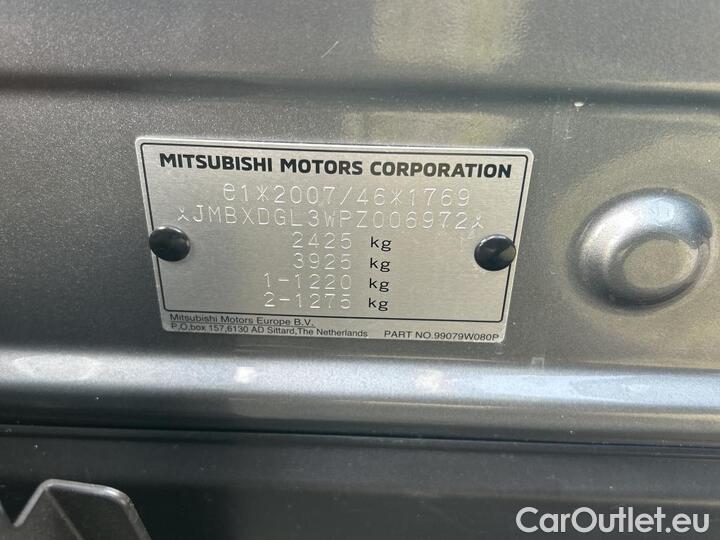 MITSUBISHI MOTORS CORPORATION
e1*2007/46*1769
*JMBXDGL3WPZ006972*
2425 kg
3925 kg
1-1220 kg
2-1275 kg
Mitsubishi Motors Europe B.V.
P.O,box 157,6130 AD Sittard,The Netherlands PART NO.99079W080P
CarOutlet.eu